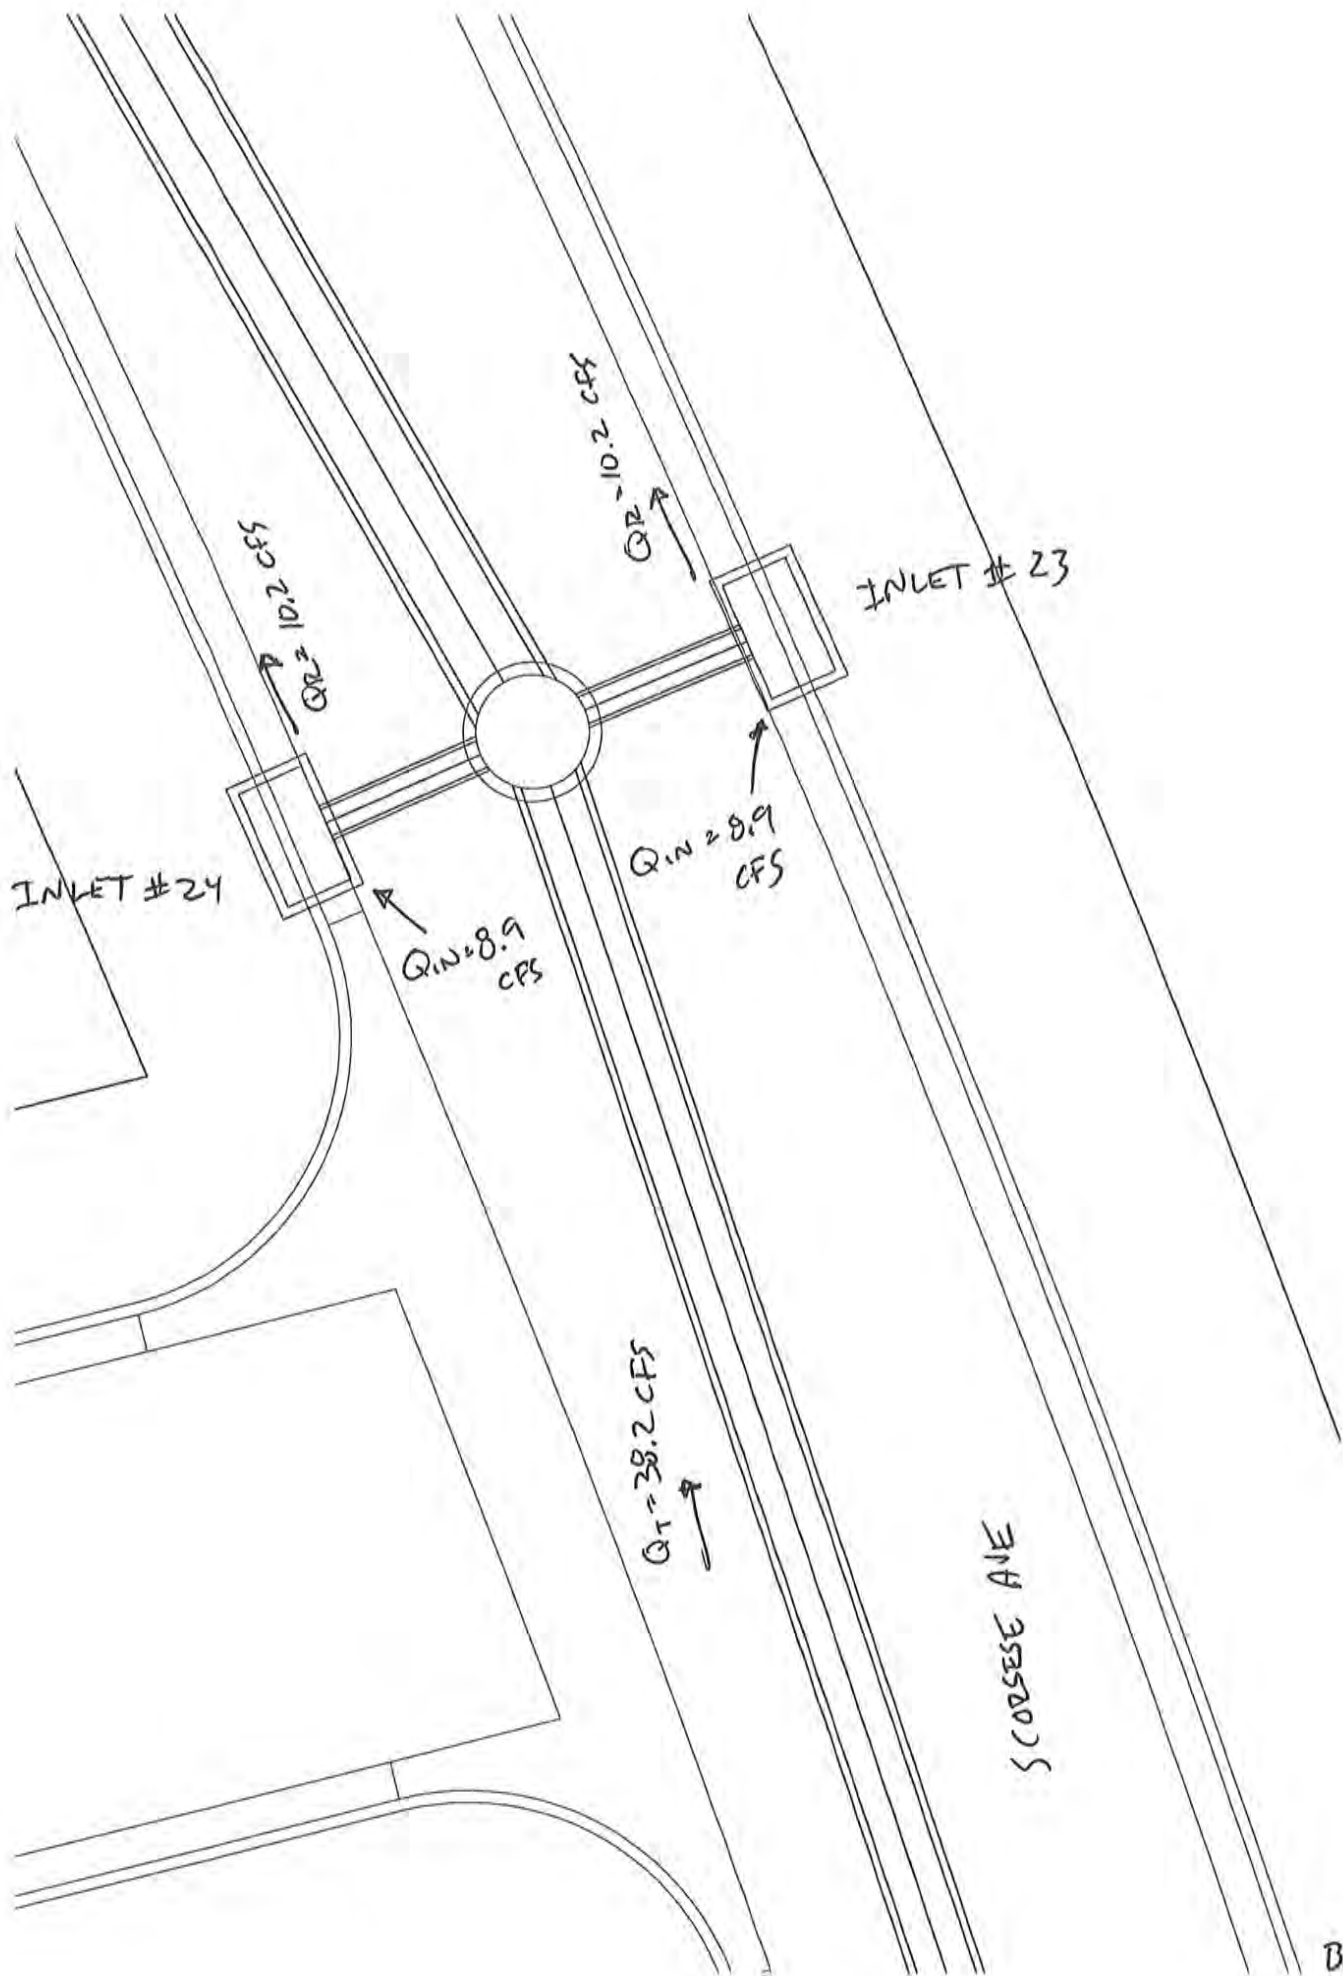 QR = 10.2 CFS
INLET # 23
QR = 10.2 CFS
QIN = 8.9
CFS
INLET # 24
QIN = 8.9
CFS
QT = 38.2 CFS
SCORSESE AVE
B